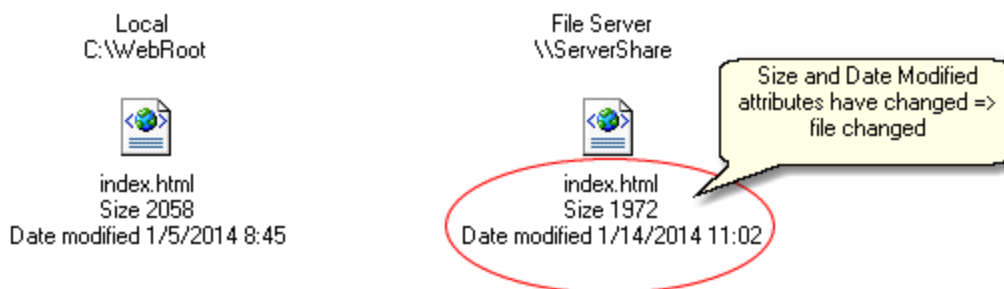 Local
C:\WebRoot
index.html
Size 2058
Date modified 1/5/2014 8:45
File Server
\\ServerShare
index.html
Size 1972
Date modified 1/14/2014 11:02
Size and Date Modified
attributes have changed =>
file changed